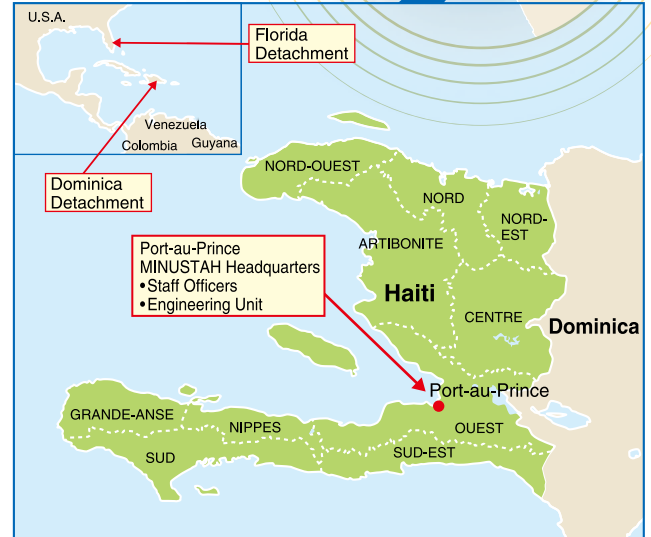 U.S.A.
Florida
Detachment
Venezuela
Colombia
Guyana
Dominica
Detachment
NORD-OUEST
NORD
NORD-
EST
ARTIBONITE
Port-au-Prince
MINUSTAH Headquarters
•Staff Officers
•Engineering Unit
Haiti
CENTRE
Dominica
Port-au-Prince
GRANDE-ANSE
NIPPES
OUEST
SUD
SUD-EST